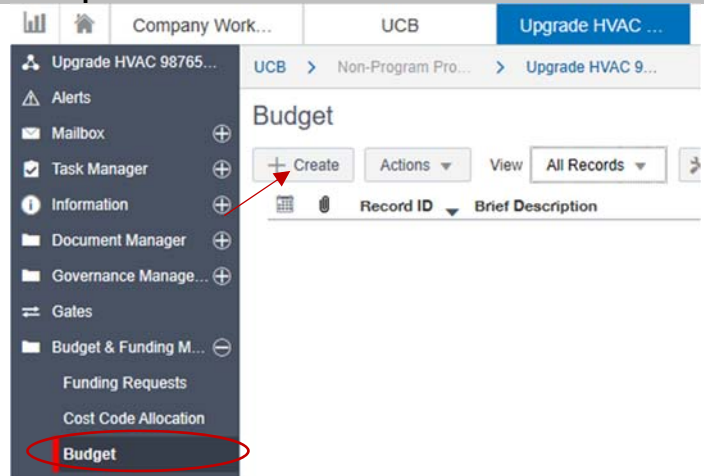 Company Work... UCB Upgrade HVAC ...
Upgrade HVAC 98765...
UCB > Non-Program Pro... > Upgrade HVAC 9...
Alerts
Budget
Mailbox
Task Manager
Create Actions View All Records
Information
Record ID Brief Description
Document Manager
Governance Manage...
Gates
Budget & Funding M...
Funding Requests
Cost Code Allocation
Budget